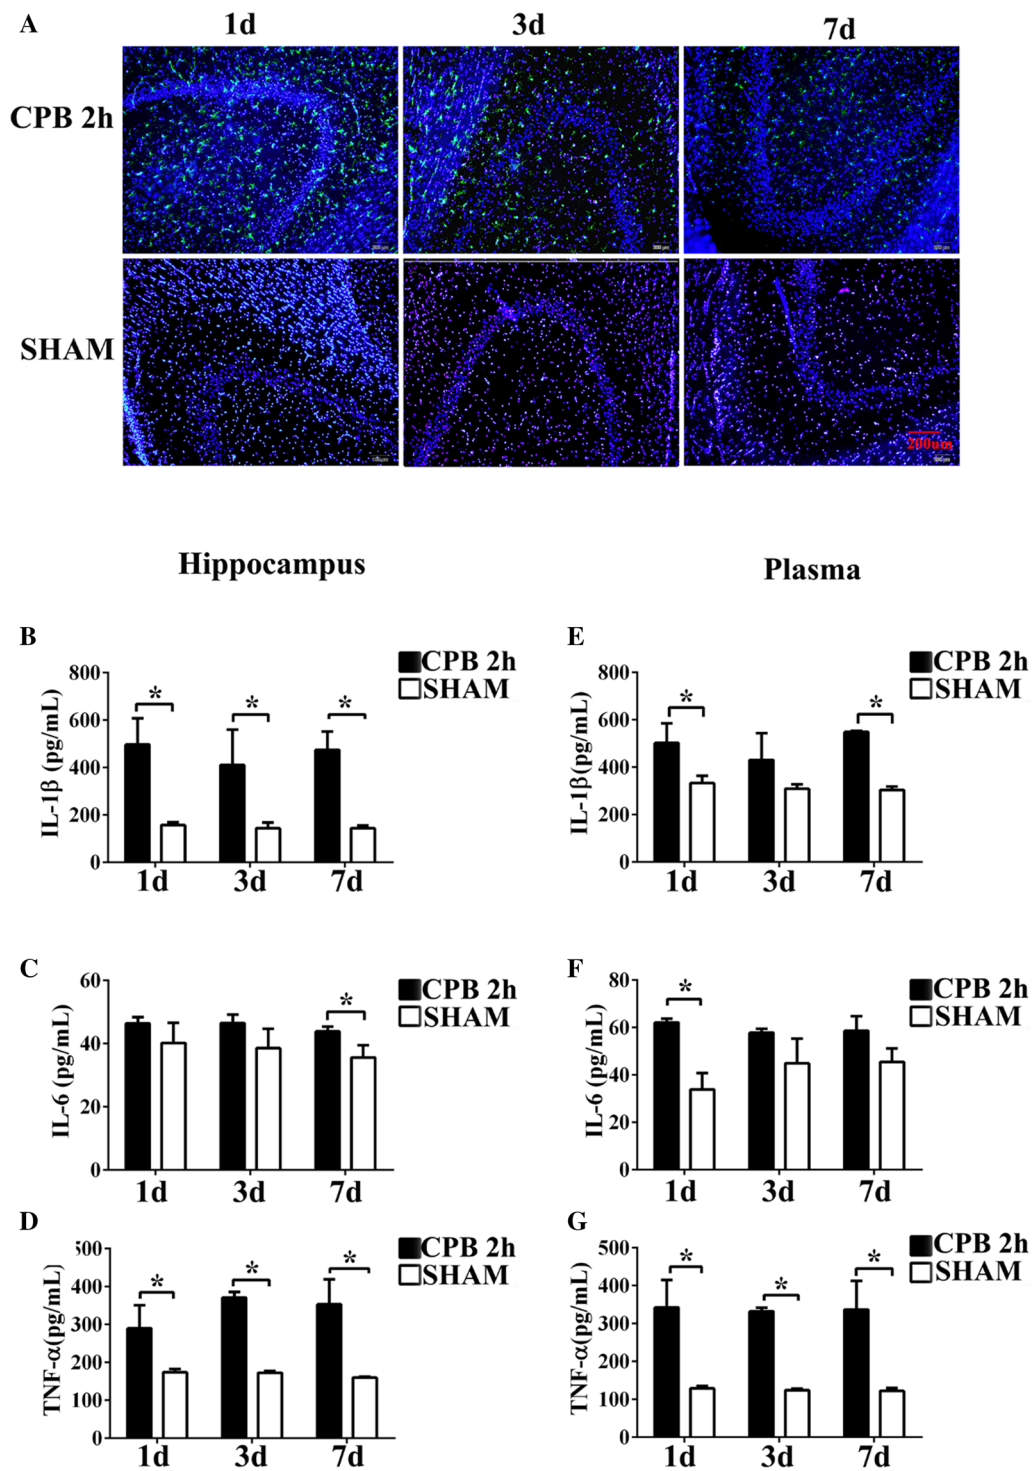 A
1d 3d 7d
CPB 2h
SHAM
200um
Hippocampus
Plasma
B
CPB 2h
SHAM
IL-1β (pg/mL)
800
600
400
200
0
* * *
1d 3d 7d
E
CPB 2h
SHAM
IL-1β(pg/mL)
800
600
400
200
0
* *
1d 3d 7d
C
CPB 2h
SHAM
IL-6 (pg/mL)
60
40
20
0
*
1d 3d 7d
F
CPB 2h
SHAM
IL-6 (pg/mL)
80
60
40
20
0
*
1d 3d 7d
D
CPB 2h
SHAM
TNF-α(pg/mL)
500
400
300
200
100
0
* * *
1d 3d 7d
G
CPB 2h
SHAM
TNF-α(pg/mL)
500
400
300
200
100
0
* * *
1d 3d 7d